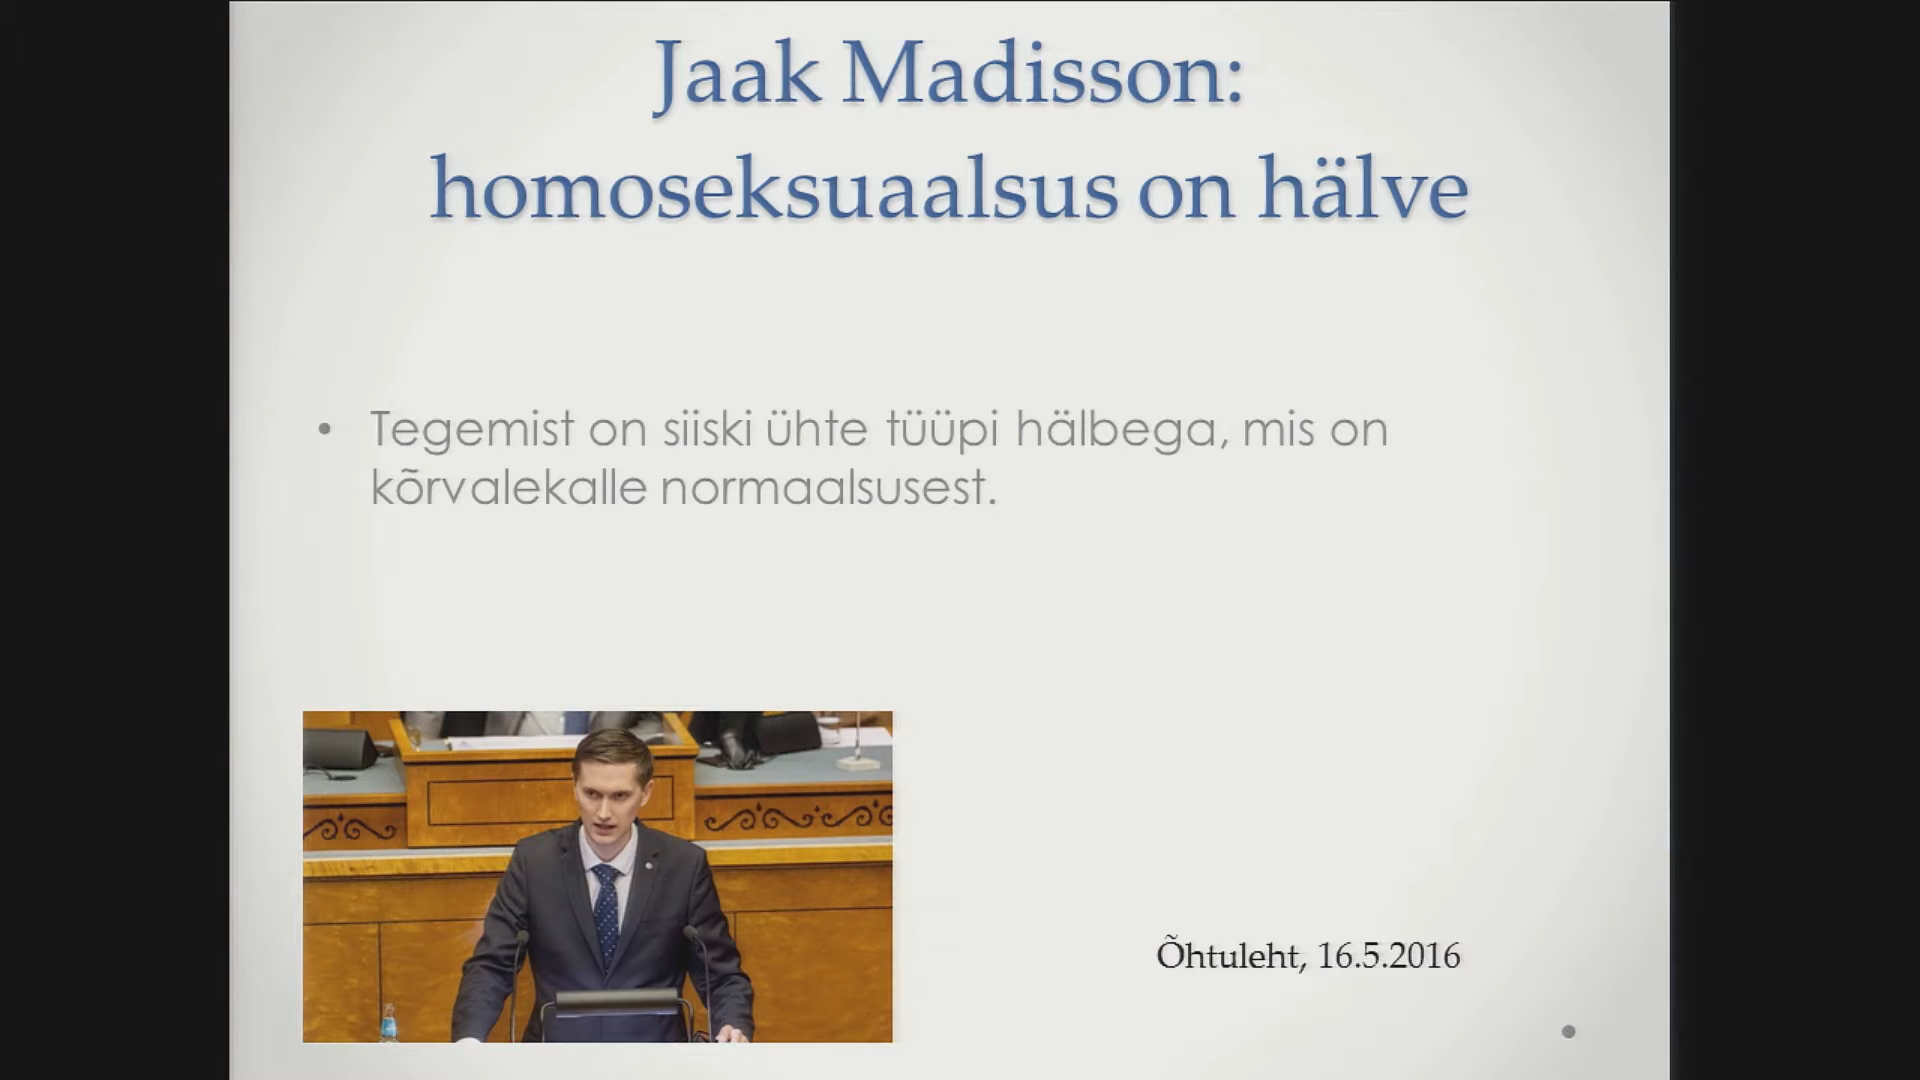 Jaak Madisson:
homoseksuaalsus on hälve
• Tegemist on siiski ühte tüüpi hälbega, mis on
kõrvalekalle normaalsusest.
Õhtuleht, 16.5.2016